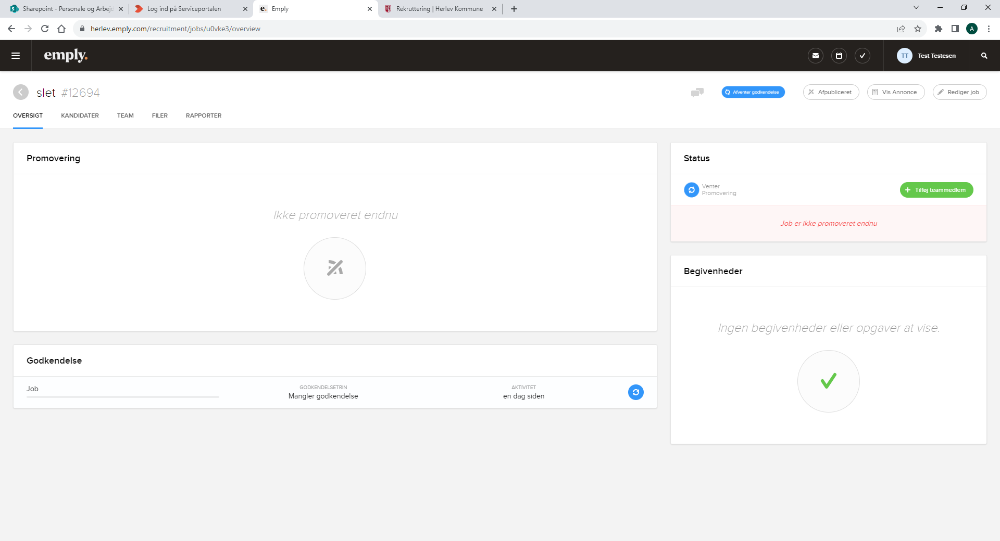 Sharepoint - Personale og Arbejd
Log ind på Serviceportalen
e. Emply
Rekruttering | Herlev Kommune
herlev.emply.com/recruitment/jobs/u0vke3/overview
A
emply.
TT Test Testesen
slet #12694
Afventer godkendelse
Afpubliceret
Vis Annonce
Rediger job
OVERSIGT KANDIDATER TEAM FILER RAPPORTER
Promovering
Ikke promoveret endnu
Status
Venter
Promovering
Tilføj teammedlem
Job er ikke promoveret endnu
Begivenheder
Ingen begivenheder eller opgaver at vise.
Godkendelse
Job
GODKENDELSETRIN
Mangler godkendelse
AKTIVITET
en dag siden